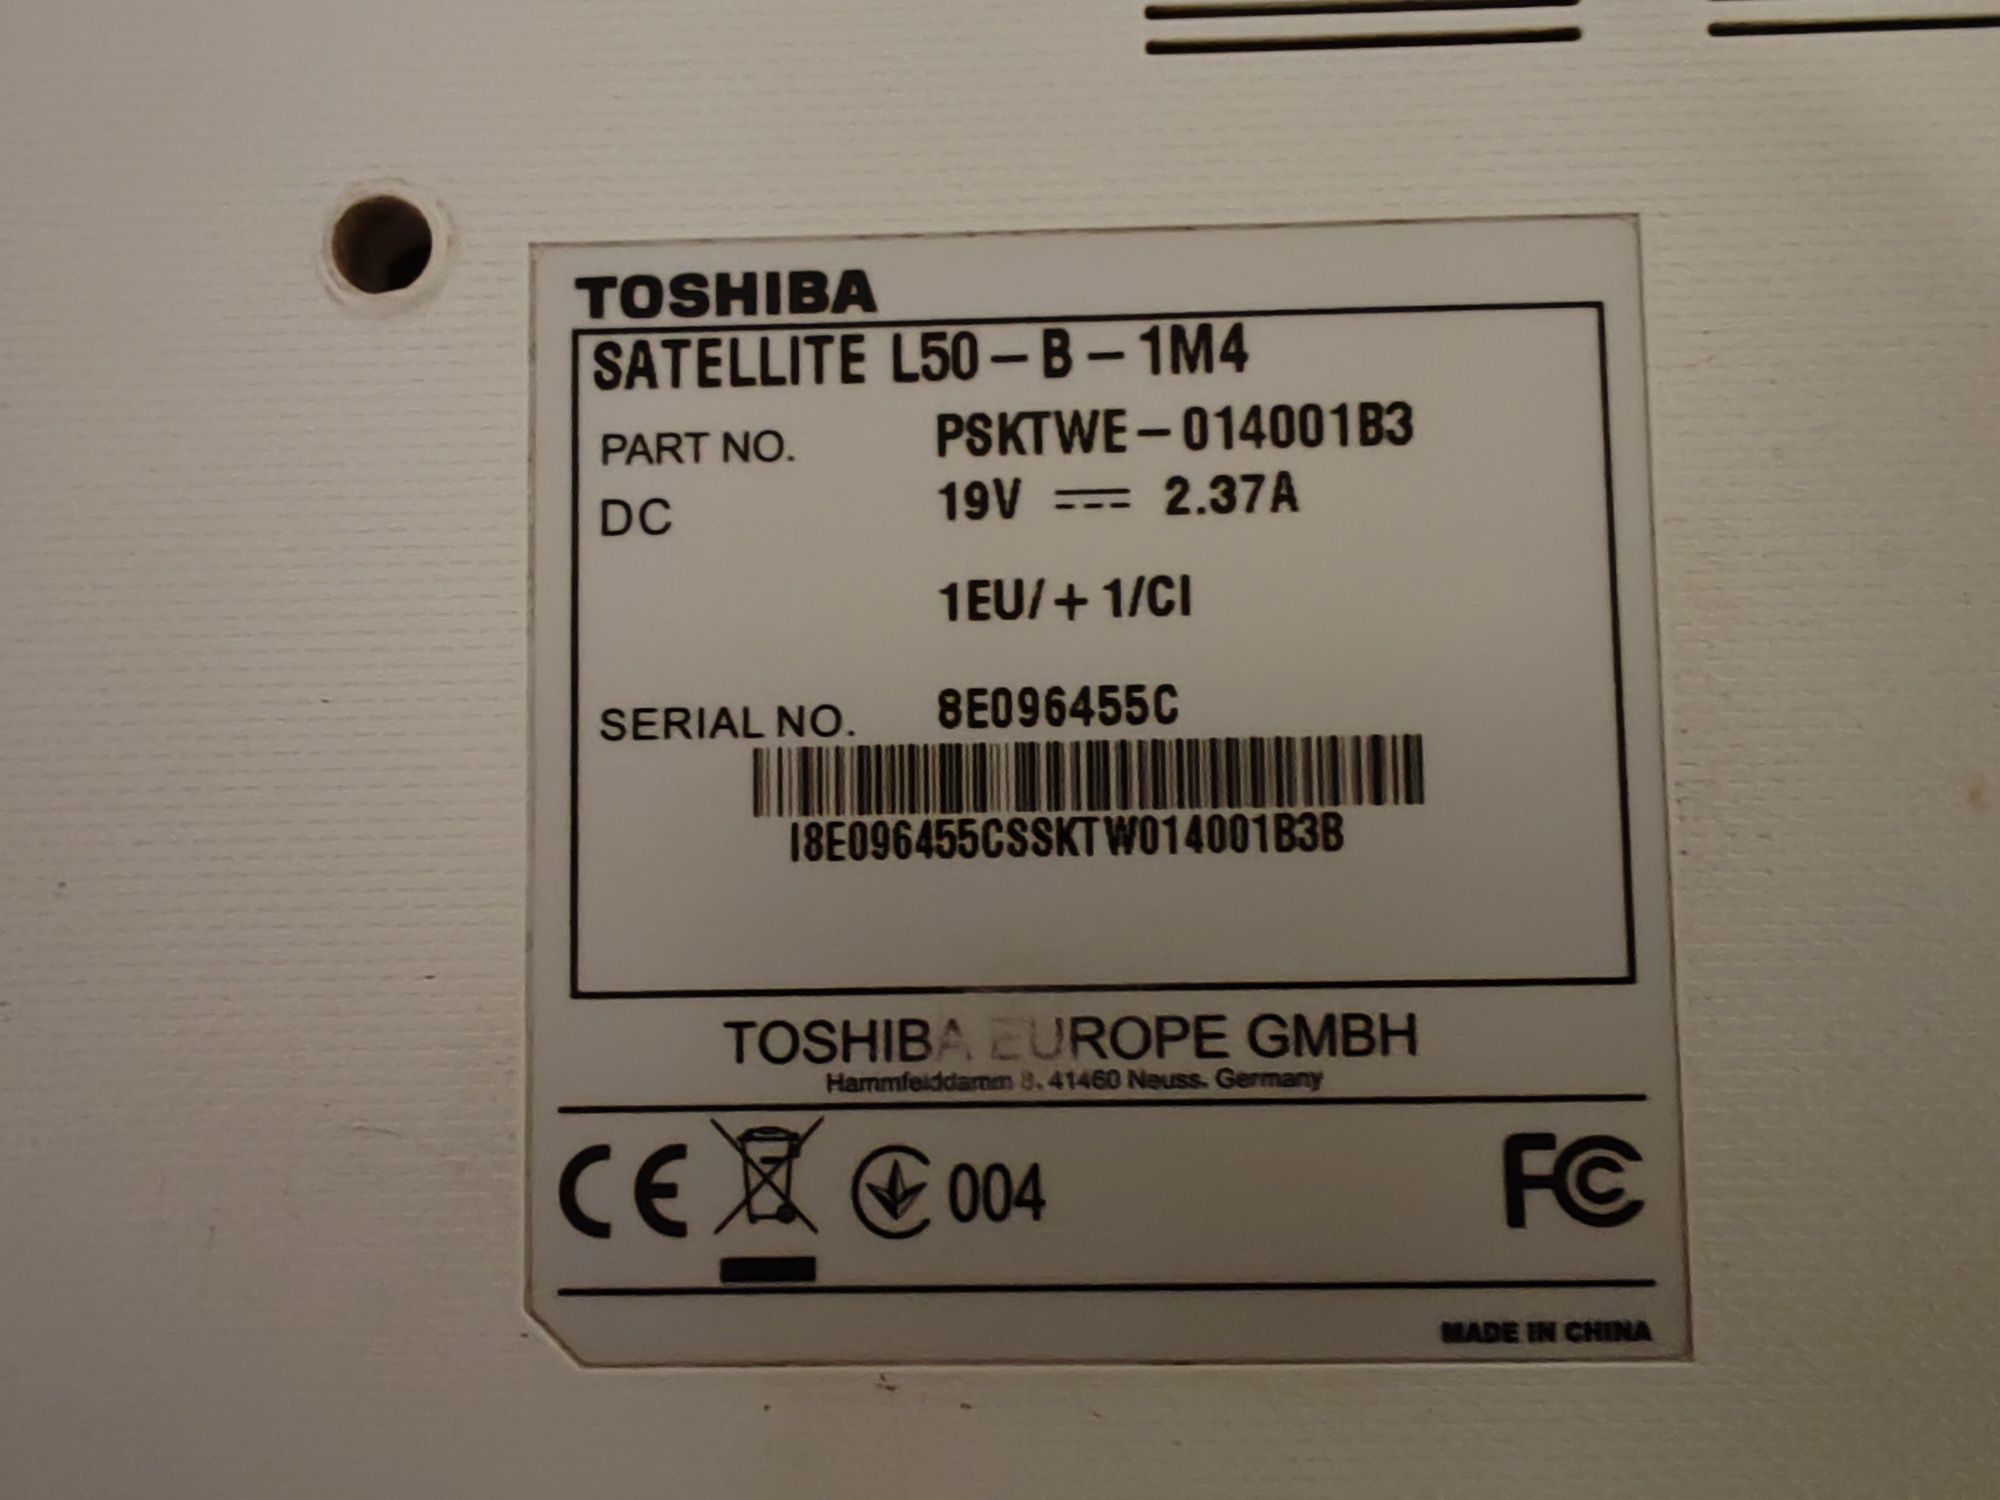 TOSHIBA
SATELLITE L50-B-1M4
PART NO. PSKTWE-014001B3
DC 19V ⎓ 2.37A
1EU/+1/CI
SERIAL NO. 8E096455C
I8E096455CSSKTW014001B3B
TOSHIBA EUROPE GMBH
Hammfelddamm 8, 41460 Neuss, Germany
CE 004 FC
MADE IN CHINA